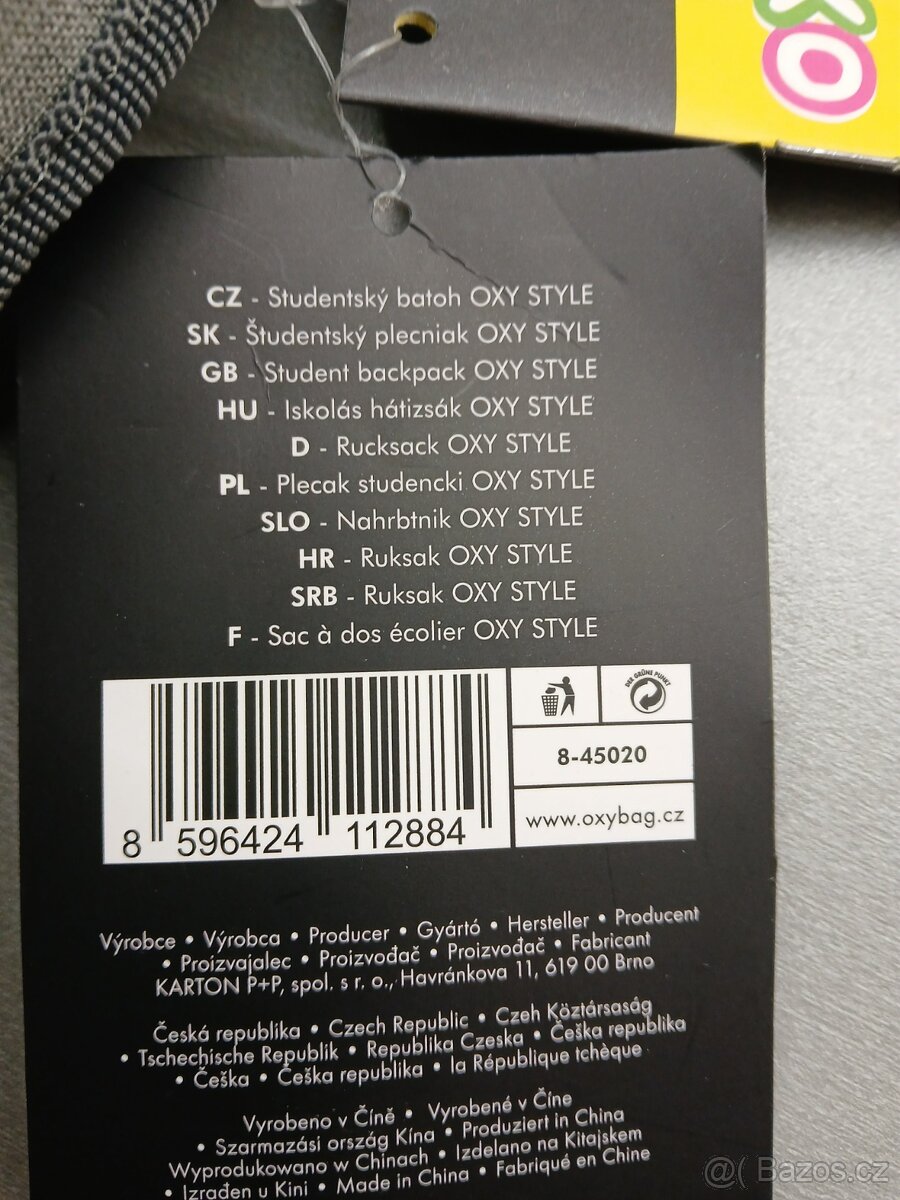 KO
CZ - Studentský batoh OXY STYLE
SK - Študentský plecniak OXY STYLE
GB - Student backpack OXY STYLE
HU - Iskolás hátizsák OXY STYLE
D - Rucksack OXY STYLE
PL - Plecak studencki OXY STYLE
SLO - Nahrbtnik OXY STYLE
HR - Ruksak OXY STYLE
SRB - Ruksak OXY STYLE
F - Sac à dos écolier OXY STYLE
DER GRÜNE PUNKT
8-45020
www.oxybag.cz
8 596424 112884
Výrobce • Výrobca • Producer • Gyártó • Hersteller • Producent
• Proizvajalec • Proizvođač • Proizvođač • Fabricant
KARTON P+P, spol. s r. o., Havránkova 11, 619 00 Brno
Česká republika • Czech Republic • Czeh Köztársaság
• Tschechische Republik • Republika Czeska • Češka republika
• Češka • Češka republika • la République tchèque
Vyrobeno v Číně • Vyrobené v Číne
• Szarmazási ország Kína • Produziert in China
Wyprodukowano w Chinach • Izdelano na Kitajskem
• Izrađen u Kini • Made in China • Fabriqué en Chine
@( Bazos.cz